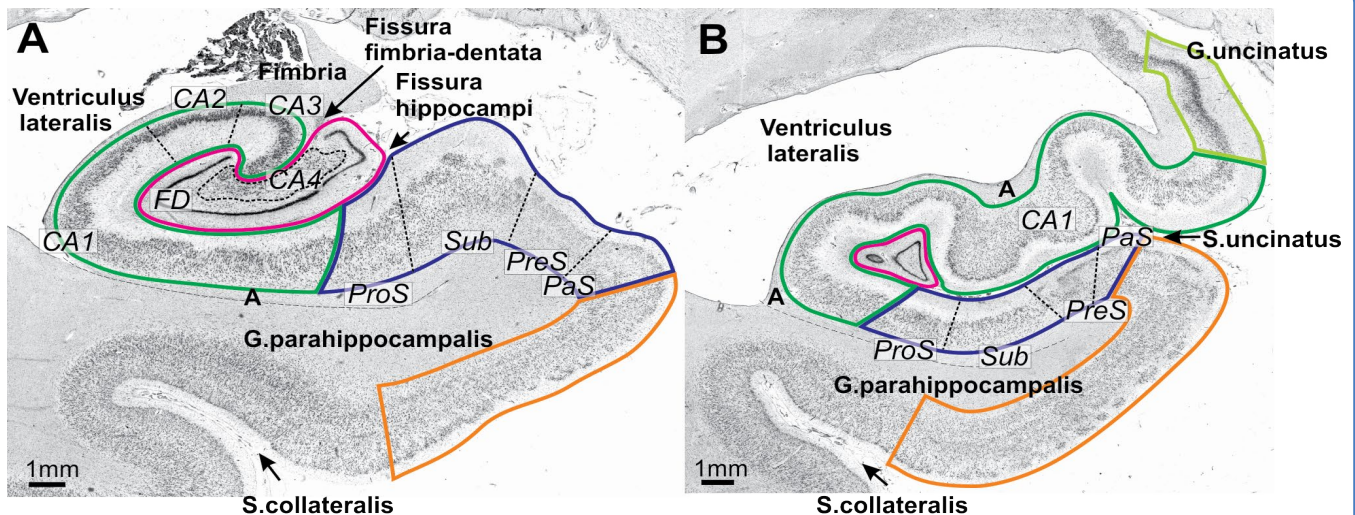 A
Fissura
fimbria-dentata
Fimbria
Fissura
hippocampi
Ventriculus
lateralis
CA2
CA3
CA4
FD
CA1
Sub
PreS
PaS
ProS
A
G.parahippocampalis
1mm
S.collateralis
B
G.uncinatus
Ventriculus
lateralis
A
CA1
PaS
S.uncinatus
A
PreS
ProS
Sub
G.parahippocampalis
1mm
S.collateralis